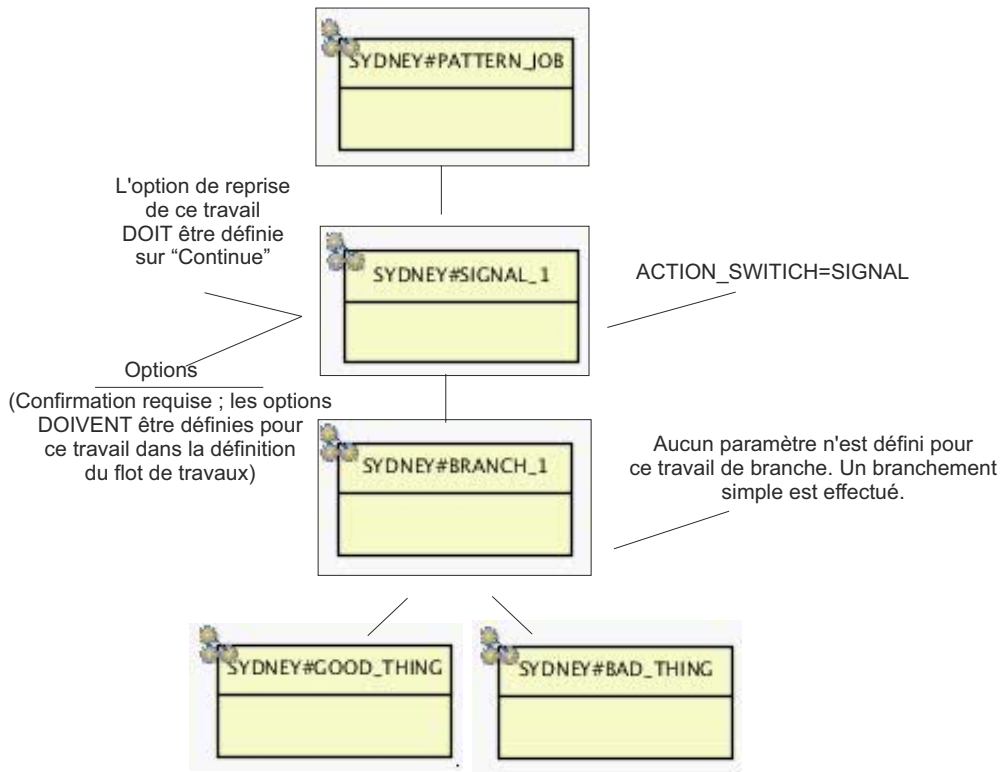 SYDNEY#PATTERN_JOB
L'option de reprise
de ce travail
DOIT être définie
sur “Continue”
SYDNEY#SIGNAL_1
ACTION_SWITICH=SIGNAL
Options
(Confirmation requise ; les options
DOIVENT être définies pour
ce travail dans la définition
du flot de travaux)
SYDNEY#BRANCH_1
Aucun paramètre n'est défini pour
ce travail de branche. Un branchement
simple est effectué.
SYDNEY#GOOD_THING
SYDNEY#BAD_THING